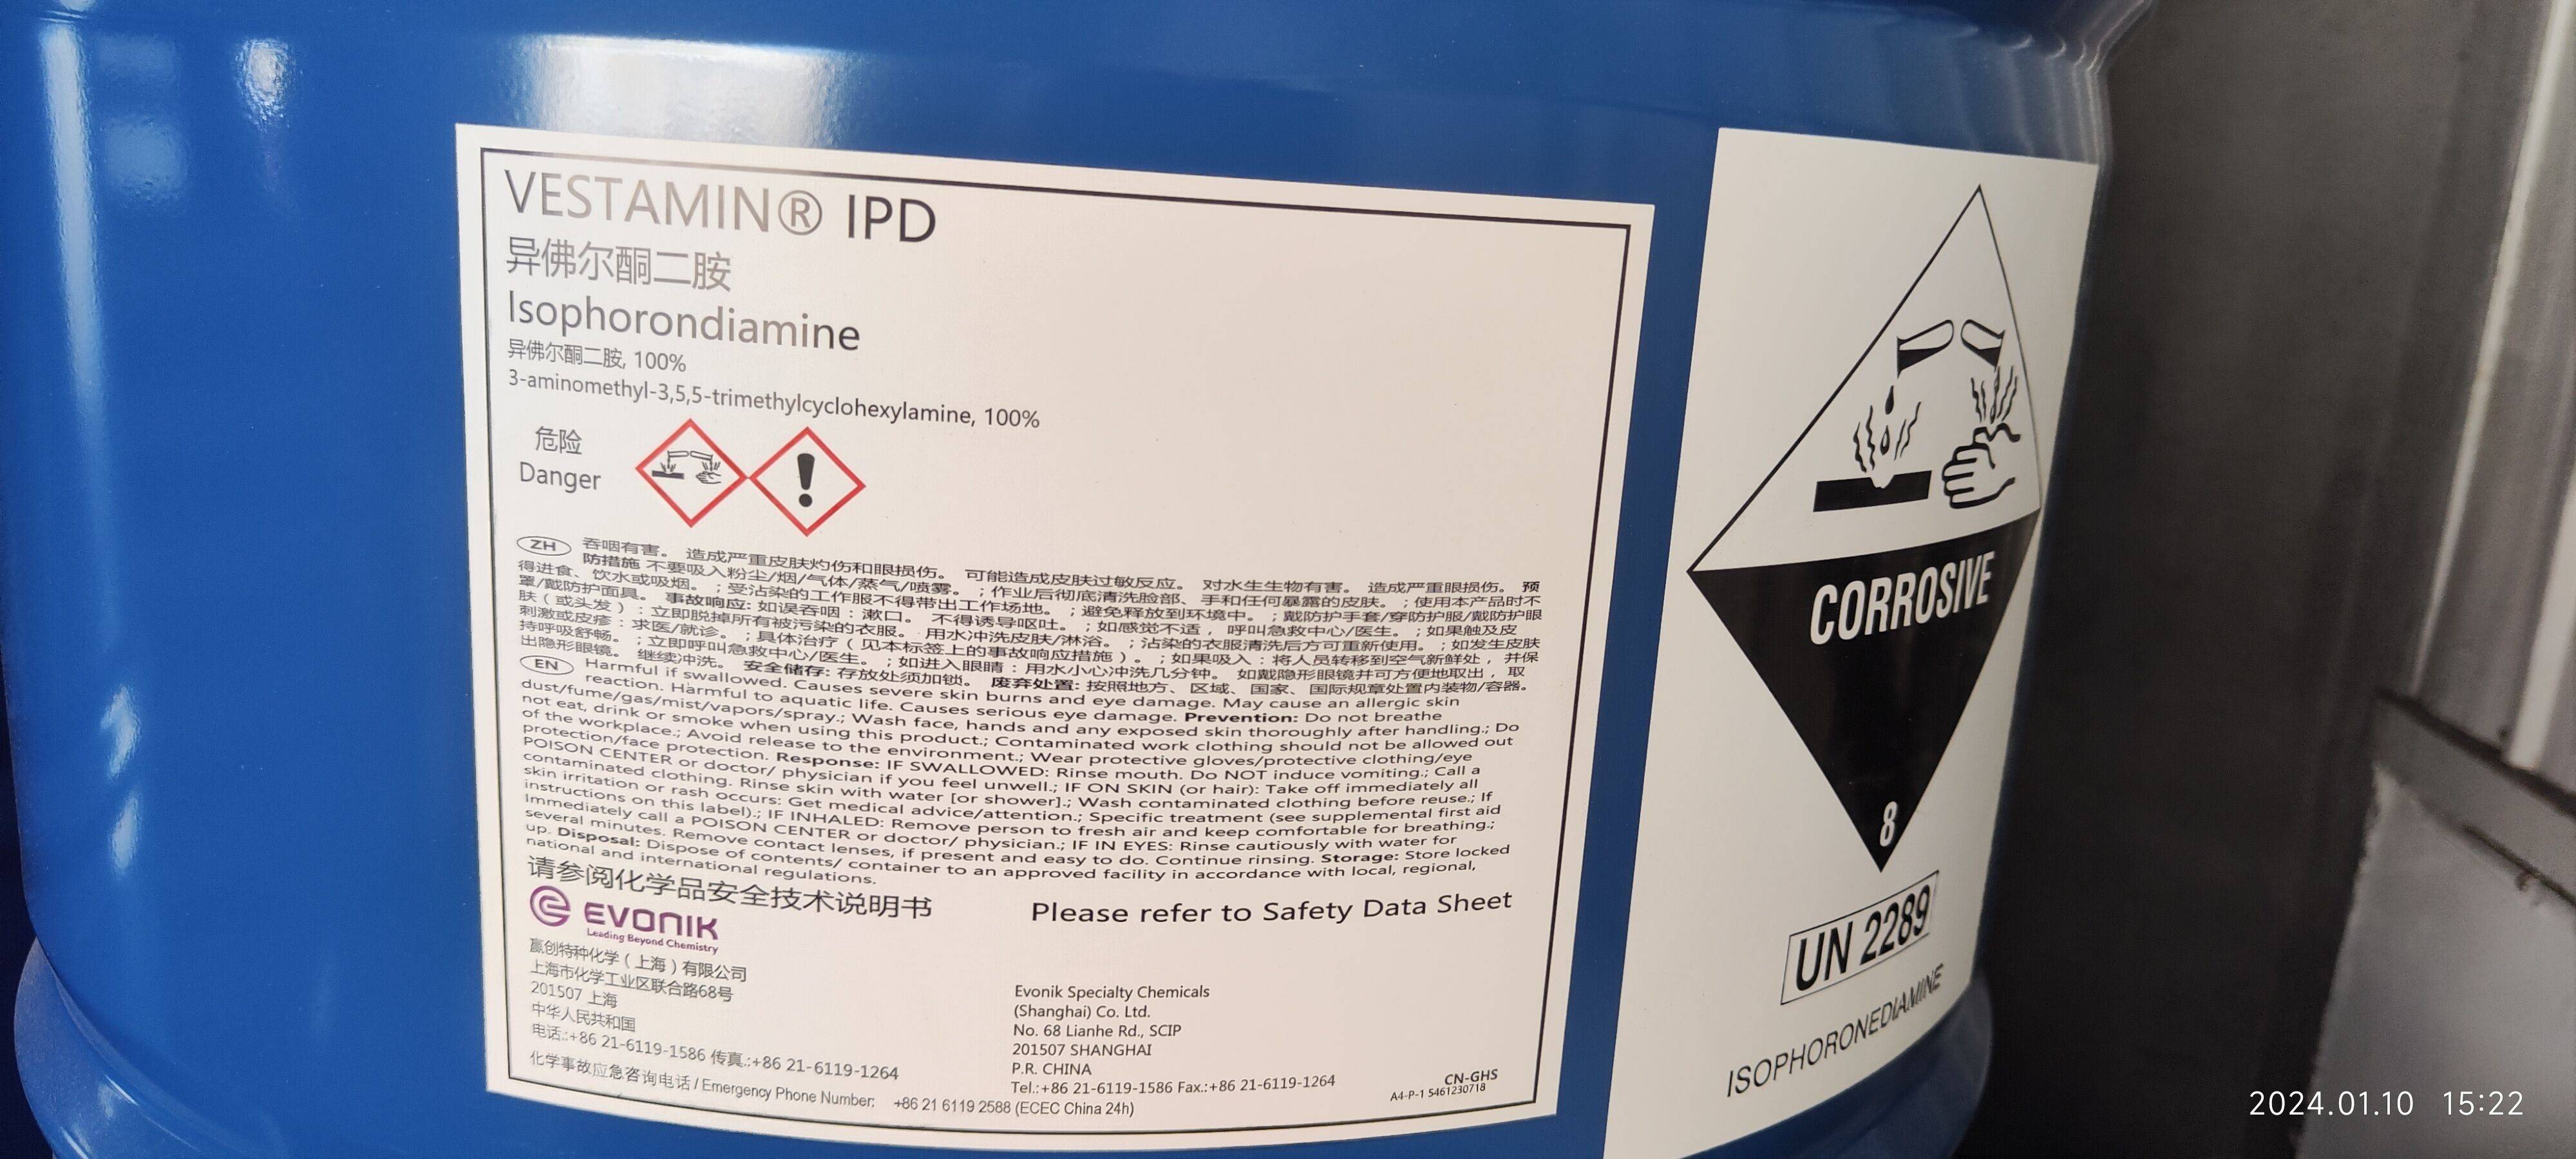 VESTAMIN® IPD
异佛尔酮二胺
Isophorondiamine
异佛尔酮二胺, 100%
3-aminomethyl-3,5,5-trimethylcyclohexylamine, 100%
危险
Danger
ZH 吞咽有害。 造成严重皮肤灼伤和眼损伤。 可能造成皮肤过敏反应。 对水生生物有害。 造成严重眼损伤。 预
防措施 不要吸入粉尘/烟/气体/蒸气/喷雾。 ; 作业后彻底清洗脸部、手和任何暴露的皮肤。 ; 使用本产品时不
得进食、饮水或吸烟。 ; 受沾染的工作服不得带出工作场地。 ; 避免释放到环境中。 ; 戴防护手套/穿防护服/戴防护眼
罩/戴防护面具。 事故响应: 如误吞咽：漱口。 不得诱导呕吐。 ; 如感觉不适，呼叫急救中心/医生。 ; 如果触及皮
肤（或头发）: 立即脱掉所有被污染的衣服。 用水冲洗皮肤/淋浴。 ; 沾染的衣服清洗后方可重新使用。 ; 如发生皮肤
刺激或皮疹：求医/就诊。 ; 具体治疗（见本标签上的事故响应措施）。 ; 如果吸入：将人员转移到空气新鲜处，并保
持呼吸舒畅。 ; 立即呼叫急救中心/医生。 ; 如进入眼睛：用水小心冲洗几分钟。 如戴隐形眼镜并可方便地取出，取
出隐形眼镜。 继续冲洗。 安全储存: 存放处须加锁。 废弃处置: 按照地方、区域、国家、国际规章处置内装物/容器。
EN Harmful if swallowed. Causes severe skin burns and eye damage. May cause an allergic skin
reaction. Harmful to aquatic life. Causes serious eye damage. Prevention: Do not breathe
dust/fume/gas/mist/vapors/spray.; Wash face, hands and any exposed skin thoroughly after handling.; Do
not eat, drink or smoke when using this product.; Contaminated work clothing should not be allowed out
of the workplace.; Avoid release to the environment.; Wear protective gloves/protective clothing/eye
protection/face protection. Response: IF SWALLOWED: Rinse mouth. Do NOT induce vomiting.; Call a
POISON CENTER or doctor/ physician if you feel unwell.; IF ON SKIN (or hair): Take off immediately all
contaminated clothing. Rinse skin with water [or shower].; Wash contaminated clothing before reuse.; If
skin irritation or rash occurs: Get medical advice/attention.; Specific treatment (see supplemental first aid
instructions on this label).; IF INHALED: Remove person to fresh air and keep comfortable for breathing.;
Immediately call a POISON CENTER or doctor/ physician.; IF IN EYES: Rinse cautiously with water for
several minutes. Remove contact lenses, if present and easy to do. Continue rinsing. Storage: Store locked
up. Disposal: Dispose of contents/ container to an approved facility in accordance with local, regional,
national and international regulations.
请参阅化学品安全技术说明书
Please refer to Safety Data Sheet
EVONIK
Leading Beyond Chemistry
赢创特种化学（上海）有限公司
上海市化学工业区联合路68号
201507 上海
中华人民共和国
电话.:+86 21-6119-1586 传真.:+86 21-6119-1264
Evonik Specialty Chemicals
(Shanghai) Co. Ltd.
No. 68 Lianhe Rd., SCIP
201507 SHANGHAI
P.R. CHINA
Tel.:+86 21-6119-1586 Fax.:+86 21-6119-1264
CN-GHS
A4-P-1 5461230718
化学事故应急咨询电话 / Emergency Phone Number: +86 21 6119 2588 (ECEC China 24h)
CORROSIVE
8
UN 2289
ISOPHORONEDIAMINE
2024.01.10 15:22